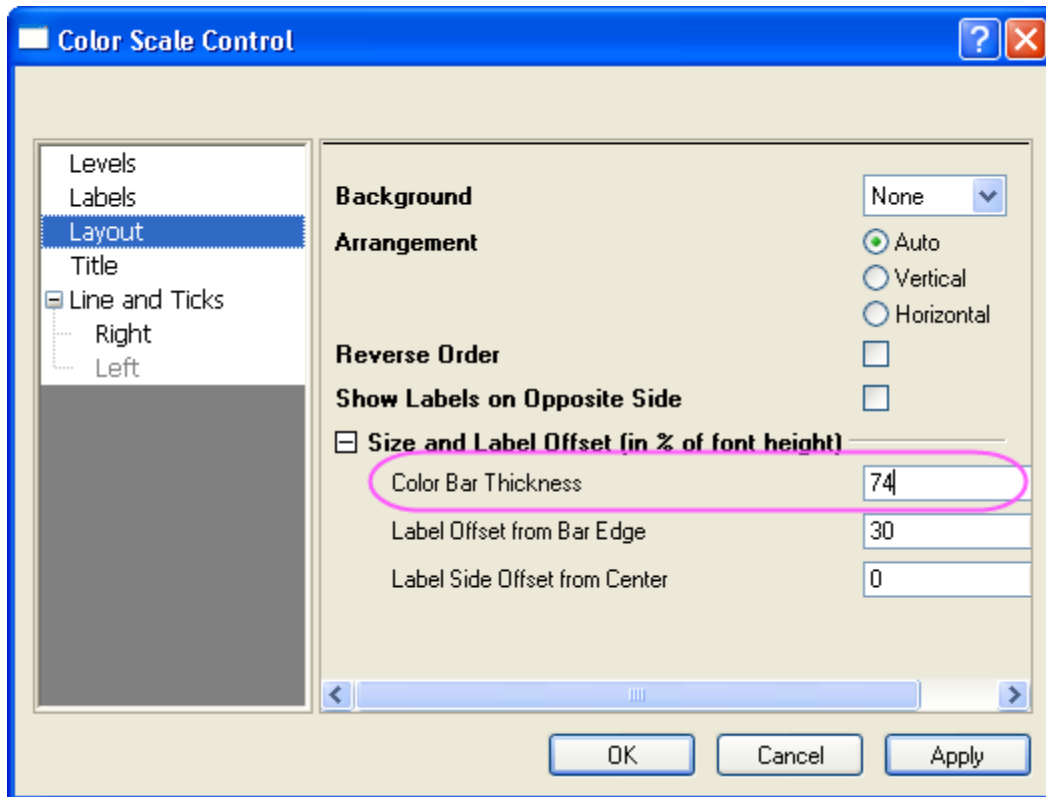 Color Scale Control
Levels
Labels
Layout
Title
Line and Ticks
Right
Left
Background
None
Arrangement
Auto
Vertical
Horizontal
Reverse Order
Show Labels on Opposite Side
Size and Label Offset (in % of font height)
Color Bar Thickness
74
Label Offset from Bar Edge
30
Label Side Offset from Center
0
OK
Cancel
Apply